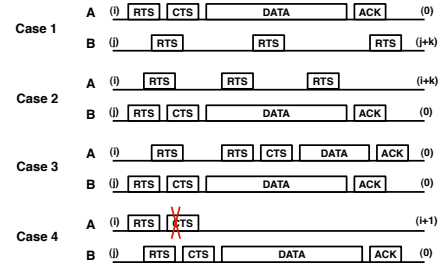 A (i) RTS CTS DATA ACK (0)
Case 1
B (j) RTS RTS RTS (j+k)
A (i) RTS RTS RTS (i+k)
Case 2
B (j) RTS CTS DATA ACK (0)
A (i) RTS RTS CTS DATA ACK (0)
Case 3
B (j) RTS CTS DATA ACK (0)
A (i) RTS CTS (i+1)
Case 4
B (j) RTS CTS DATA ACK (0)